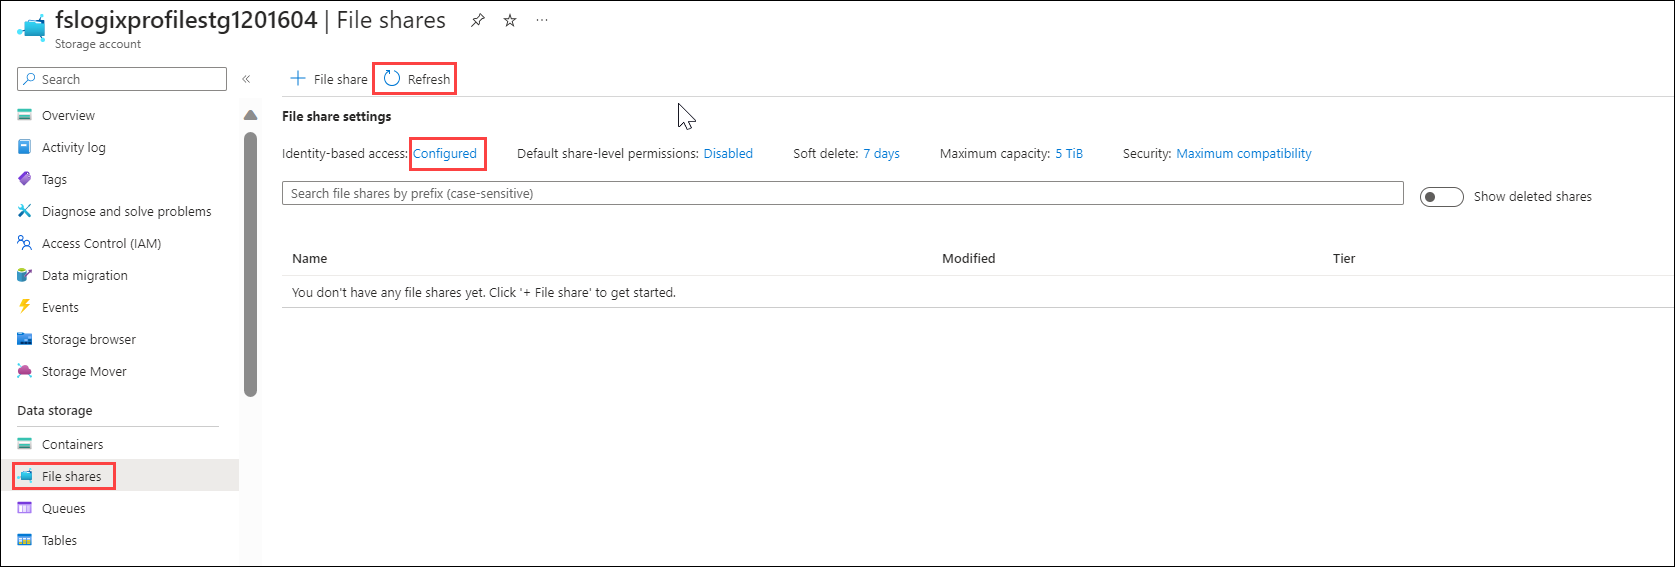 fslogixprofilestg1201604 | File shares
Storage account
Search
Overview
Activity log
Tags
Diagnose and solve problems
Access Control (IAM)
Data migration
Events
Storage browser
Storage Mover
Data storage
Containers
File shares
Queues
Tables
+ File share Refresh
File share settings
Identity-based access: Configured Default share-level permissions: Disabled Soft delete: 7 days Maximum capacity: 5 TiB Security: Maximum compatibility
Search file shares by prefix (case-sensitive)
Show deleted shares
Name Modified Tier
You don't have any file shares yet. Click '+ File share' to get started.